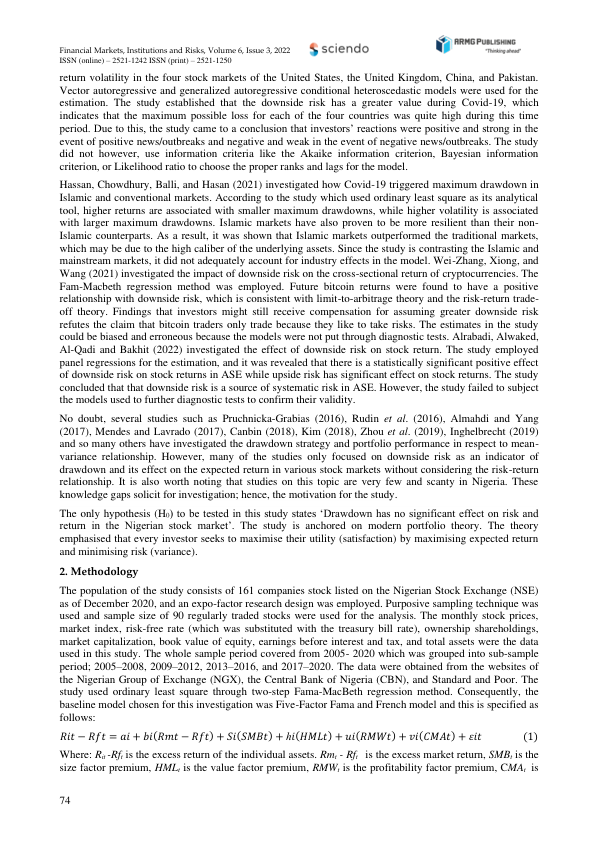 Financial Markets, Institutions and Risks, Volume 6, Issue 3, 2022
ISSN (online) – 2521-1242 ISSN (print) – 2521-1250
sciendo
ARMG PUBLISHING
"Thinking ahead"
return volatility in the four stock markets of the United States, the United Kingdom, China, and Pakistan.
Vector autoregressive and generalized autoregressive conditional heteroscedastic models were used for the
estimation. The study established that the downside risk has a greater value during Covid-19, which
indicates that the maximum possible loss for each of the four countries was quite high during this time
period. Due to this, the study came to a conclusion that investors' reactions were positive and strong in the
event of positive news/outbreaks and negative and weak in the event of negative news/outbreaks. The study
did not however, use information criteria like the Akaike information criterion, Bayesian information
criterion, or Likelihood ratio to choose the proper ranks and lags for the model.
Hassan, Chowdhury, Balli, and Hasan (2021) investigated how Covid-19 triggered maximum drawdown in
Islamic and conventional markets. According to the study which used ordinary least square as its analytical
tool, higher returns are associated with smaller maximum drawdowns, while higher volatility is associated
with larger maximum drawdowns. Islamic markets have also proven to be more resilient than their non-
Islamic counterparts. As a result, it was shown that Islamic markets outperformed the traditional markets,
which may be due to the high caliber of the underlying assets. Since the study is contrasting the Islamic and
mainstream markets, it did not adequately account for industry effects in the model. Wei-Zhang, Xiong, and
Wang (2021) investigated the impact of downside risk on the cross-sectional return of cryptocurrencies. The
Fam-Macbeth regression method was employed. Future bitcoin returns were found to have a positive
relationship with downside risk, which is consistent with limit-to-arbitrage theory and the risk-return trade-
off theory. Findings that investors might still receive compensation for assuming greater downside risk
refutes the claim that bitcoin traders only trade because they like to take risks. The estimates in the study
could be biased and erroneous because the models were not put through diagnostic tests. Alrabadi, Alwaked,
Al-Qadi and Bakhit (2022) investigated the effect of downside risk on stock return. The study employed
panel regressions for the estimation, and it was revealed that there is a statistically significant positive effect
of downside risk on stock returns in ASE while upside risk has significant effect on stock returns. The study
concluded that that downside risk is a source of systematic risk in ASE. However, the study failed to subject
the models used to further diagnostic tests to confirm their validity.
No doubt, several studies such as Pruchnicka-Grabias (2016), Rudin et al. (2016), Almahdi and Yang
(2017), Mendes and Lavrado (2017), Canbin (2018), Kim (2018), Zhou et al. (2019), Inghelbrecht (2019)
and so many others have investigated the drawdown strategy and portfolio performance in respect to mean-
variance relationship. However, many of the studies only focused on downside risk as an indicator of
drawdown and its effect on the expected return in various stock markets without considering the risk-return
relationship. It is also worth noting that studies on this topic are very few and scanty in Nigeria. These
knowledge gaps solicit for investigation; hence, the motivation for the study.
The only hypothesis (H₀) to be tested in this study states 'Drawdown has no significant effect on risk and
return in the Nigerian stock market'. The study is anchored on modern portfolio theory. The theory
emphasised that every investor seeks to maximise their utility (satisfaction) by maximising expected return
and minimising risk (variance).
2. Methodology
The population of the study consists of 161 companies stock listed on the Nigerian Stock Exchange (NSE)
as of December 2020, and an expo-factor research design was employed. Purposive sampling technique was
used and sample size of 90 regularly traded stocks were used for the analysis. The monthly stock prices,
market index, risk-free rate (which was substituted with the treasury bill rate), ownership shareholdings,
market capitalization, book value of equity, earnings before interest and tax, and total assets were the data
used in this study. The whole sample period covered from 2005- 2020 which was grouped into sub-sample
period; 2005–2008, 2009–2012, 2013–2016, and 2017–2020. The data were obtained from the websites of
the Nigerian Group of Exchange (NGX), the Central Bank of Nigeria (CBN), and Standard and Poor. The
study used ordinary least square through two-step Fama-MacBeth regression method. Consequently, the
baseline model chosen for this investigation was Five-Factor Fama and French model and this is specified as
follows:
Rit − Rft = ai + bi(Rmt − Rft) + Si(SMBt) + hi(HMLt) + ui(RMWt) + vi(CMAt) + εit (1)
Where: Rit -Rft is the excess return of the individual assets. Rmt - Rft is the excess market return, SMBt is the
size factor premium, HMLt is the value factor premium, RMWt is the profitability factor premium, CMAt is
74